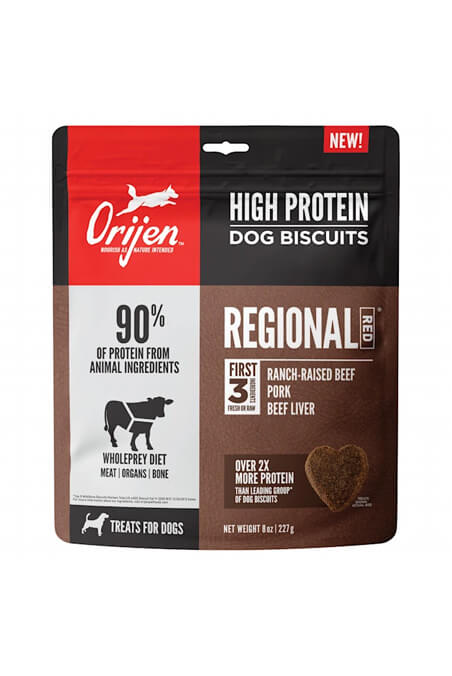 NEW!
Orijen™
NOURISH AS NATURE INTENDED
HIGH PROTEIN
DOG BISCUITS
90%
OF PROTEIN FROM
ANIMAL INGREDIENTS
REGIONAL RED
FIRST
3
INGREDIENTS
FRESH OR RAW
RANCH-RAISED BEEF
PORK
BEEF LIVER
WHOLEPREY DIET
MEAT | ORGANS | BONE
OVER 2X
MORE PROTEIN
THAN LEADING GROUP*
OF DOG BISCUITS
TREATS FOR DOGS
NET WEIGHT 8 oz | 227 g